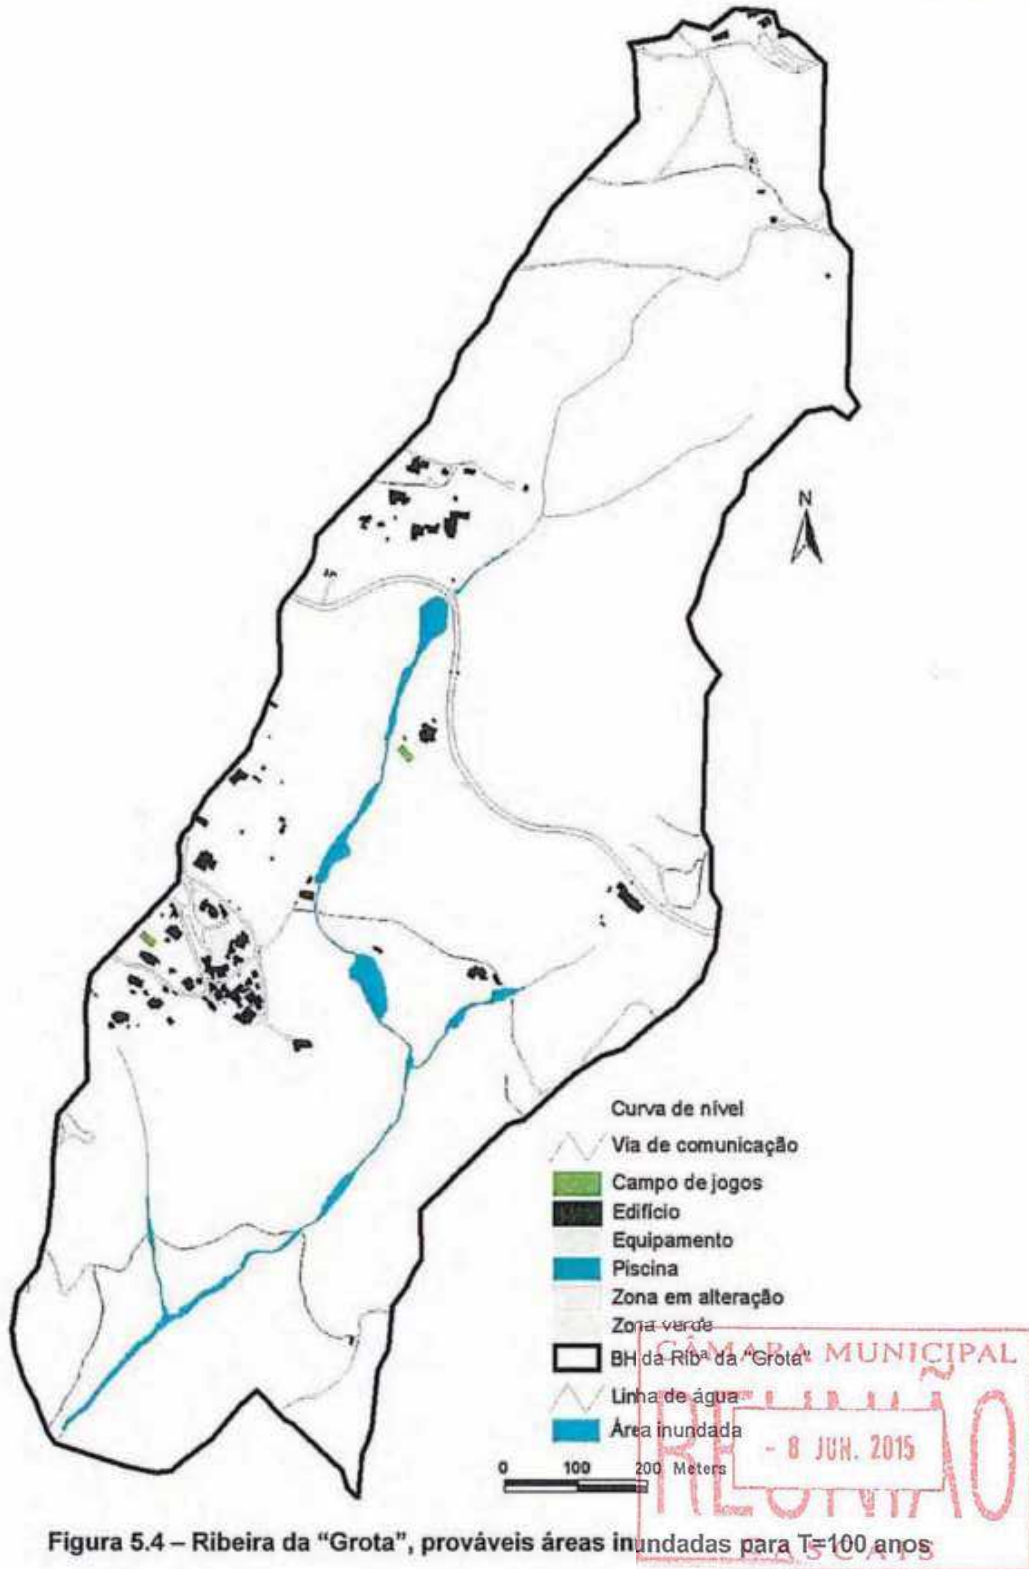 N
Curva de nível
Via de comunicação
Campo de jogos
Edifício
Equipamento
Piscina
Zona em alteração
Zona verde
BH da Ribª da "Grota"
Linha de água
Área inundada
0 100 200 Meters
CÂMARA MUNICIPAL
REUNIÃO
- 8 JUN. 2015
CASCAIS
Figura 5.4 – Ribeira da "Grota", prováveis áreas inundadas para T=100 anos